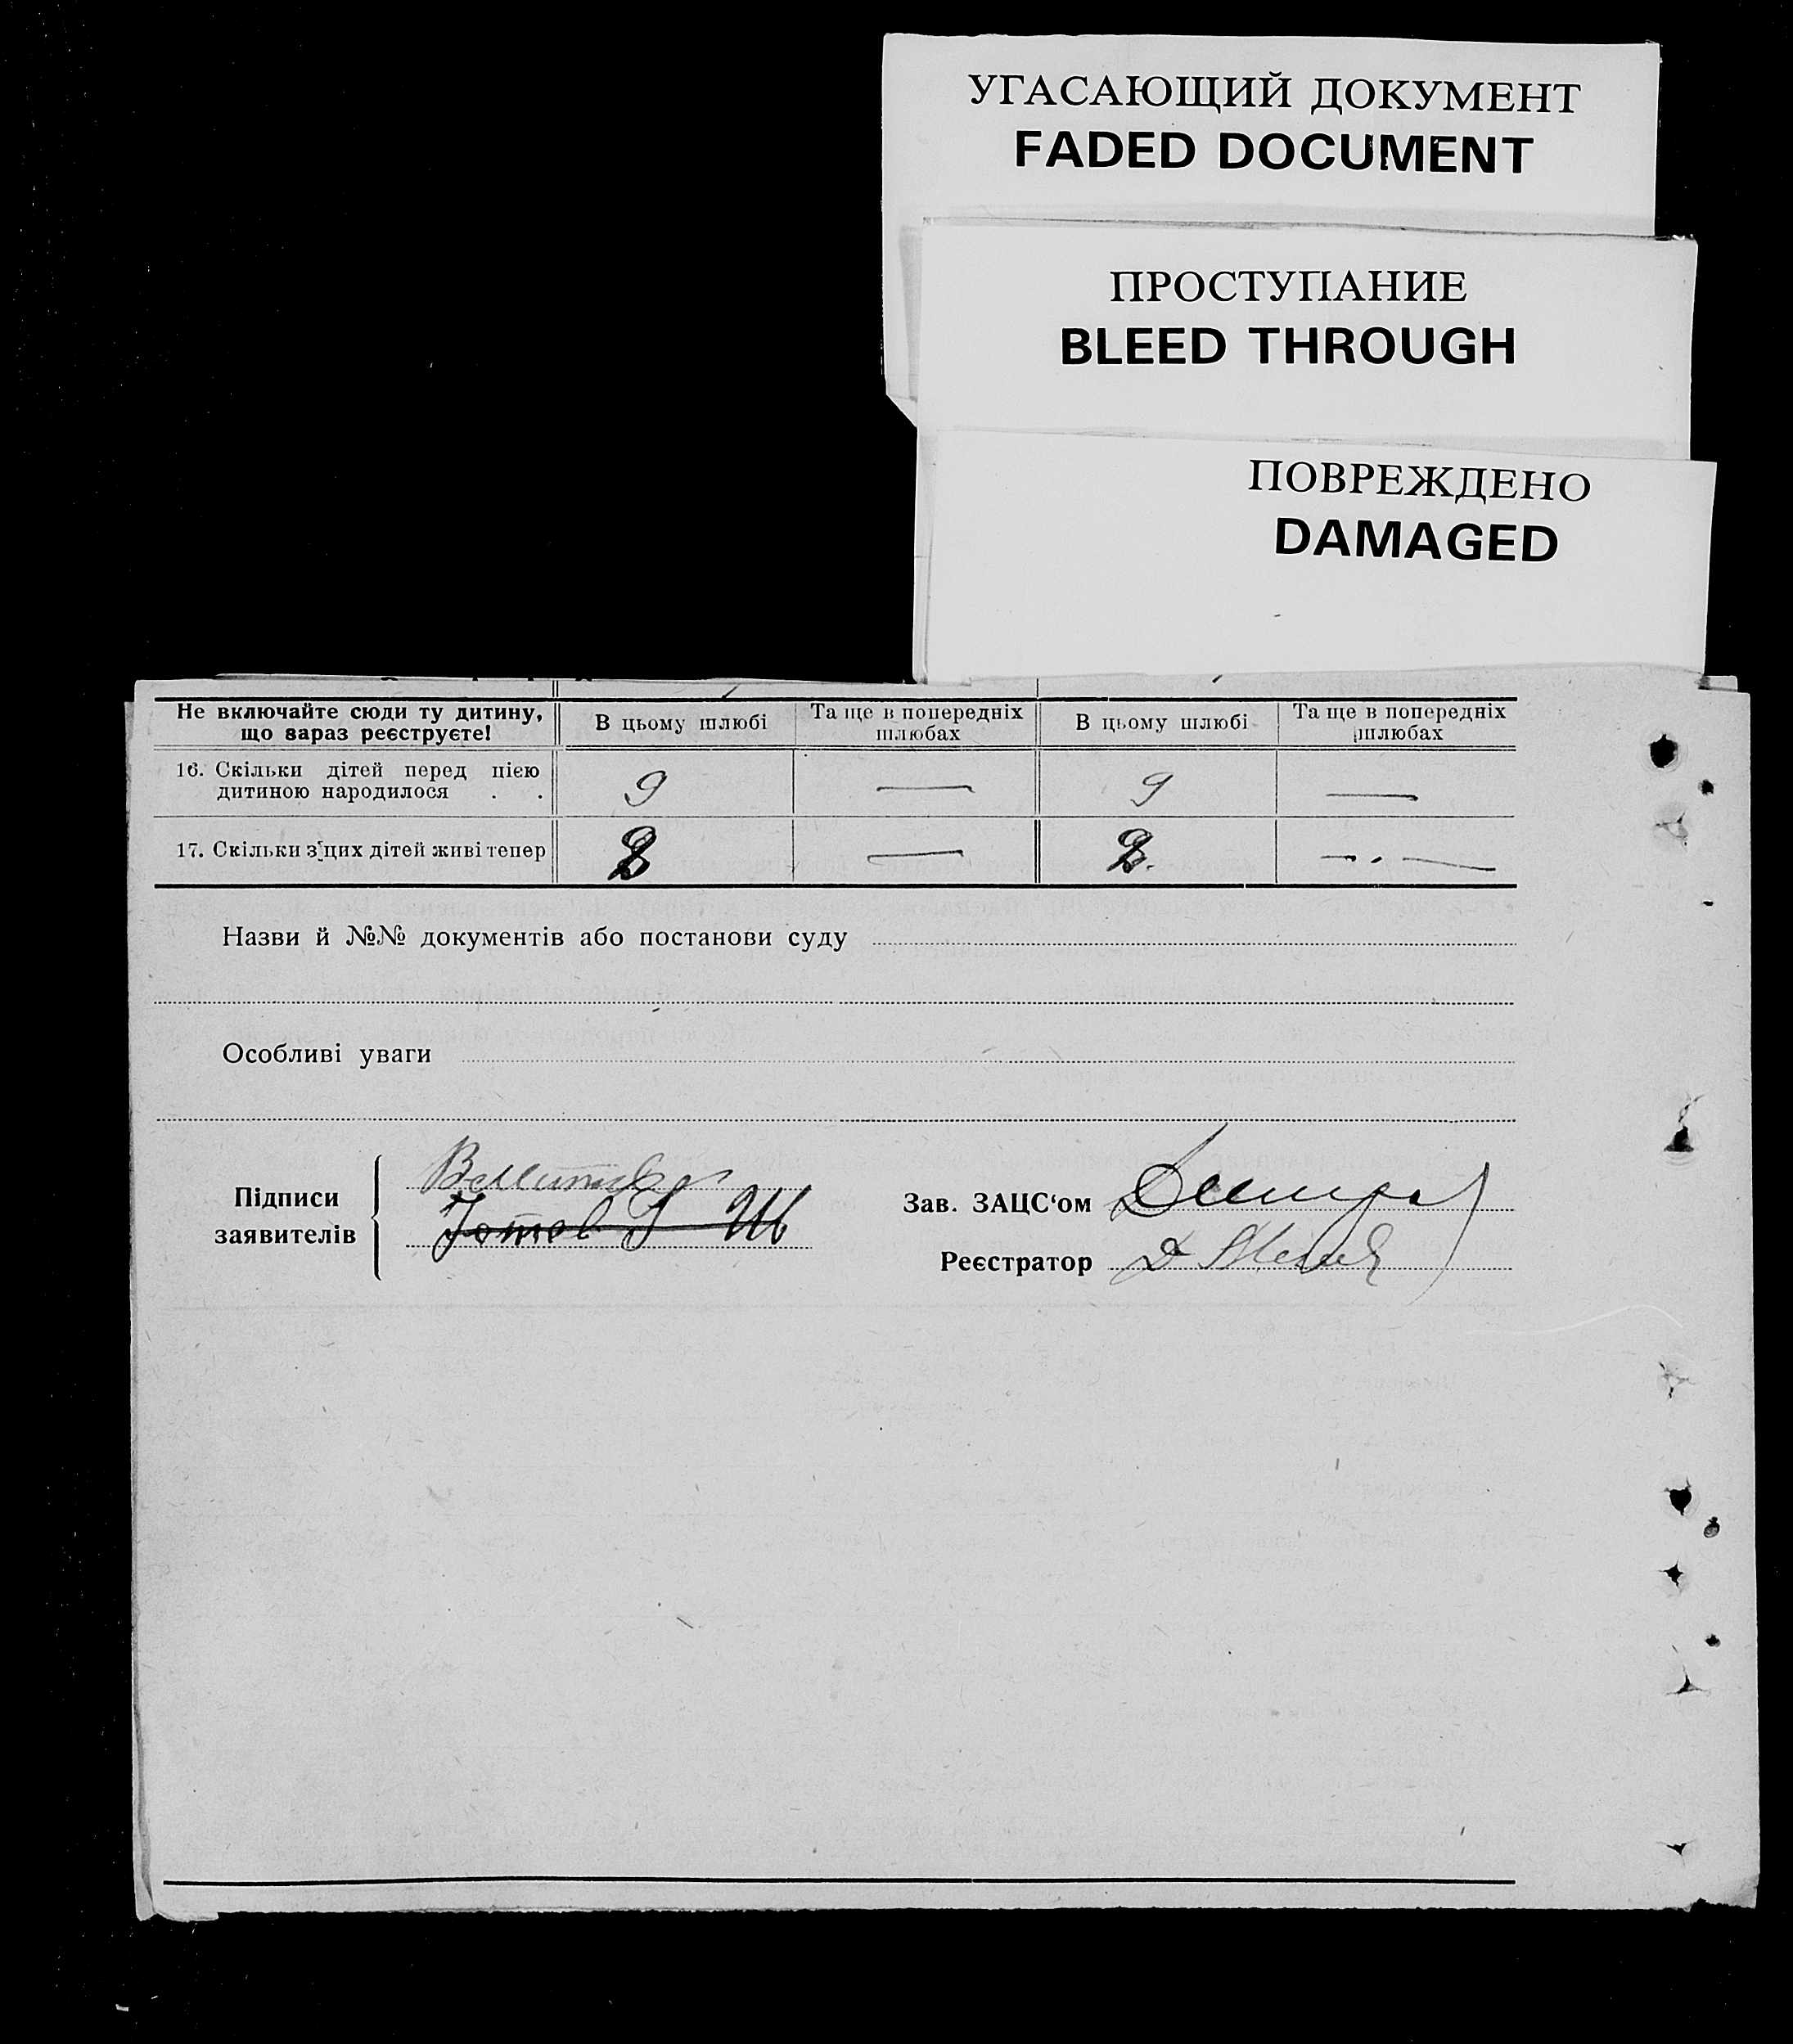 УГАСАЮЩИЙ ДОКУМЕНТ
FADED DOCUMENT
ПРОСТУПАНИЕ
BLEED THROUGH
ПОВРЕЖДЕНО
DAMAGED
Не включайте сюди ту дитину, що зараз реєструєте!
В цьому шлюбі
Та ще в попередніх шлюбах
В цьому шлюбі
Та ще в попередніх шлюбах
16. Скільки дітей перед цією дитиною народилося . . 9 — 9 —
17. Скільки з цих дітей живі тепер — —.—
Назви й №№ документів або постанови суду
Особливі уваги
Підписи заявителів
Зав. ЗАЦС‘ом
Реєстратор